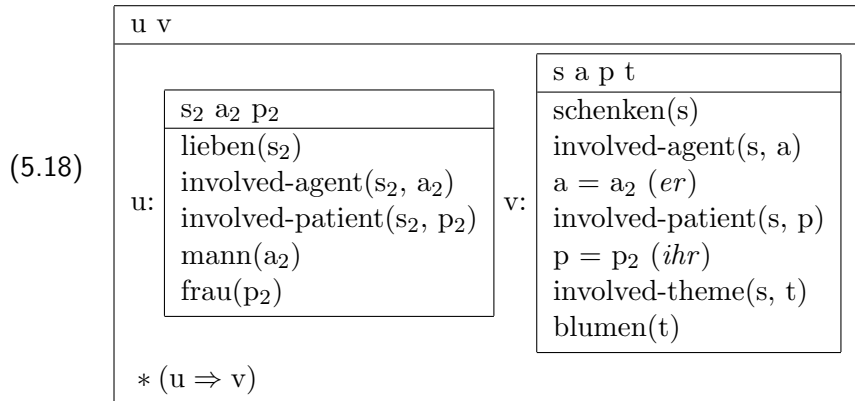 (5.18)
u v
u:
s₂ a₂ p₂
lieben(s₂)
involved-agent(s₂, a₂)
involved-patient(s₂, p₂)
mann(a₂)
frau(p₂)
v:
s a p t
schenken(s)
involved-agent(s, a)
a = a₂ (er)
involved-patient(s, p)
p = p₂ (ihr)
involved-theme(s, t)
blumen(t)
∗ (u ⇒ v)